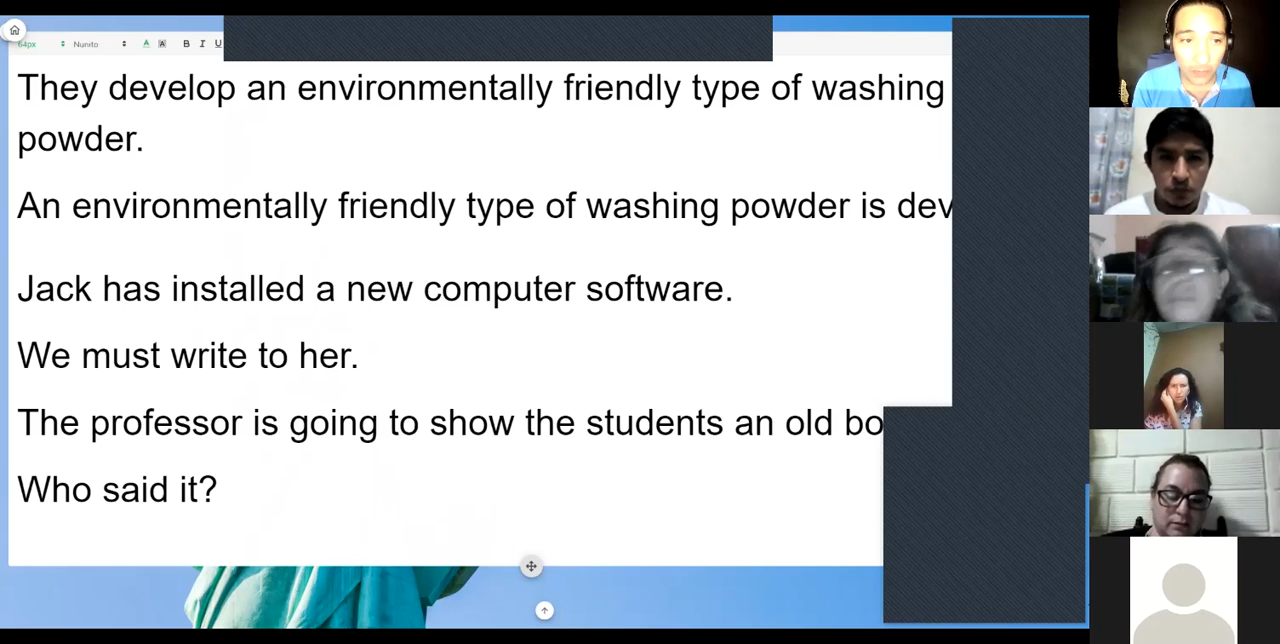 64px Nunito A A B I U
They develop an environmentally friendly type of washing
powder.
An environmentally friendly type of washing powder is
Jack has installed a new computer software.
We must write to her.
The professor is going to show the students an old
Who said it?